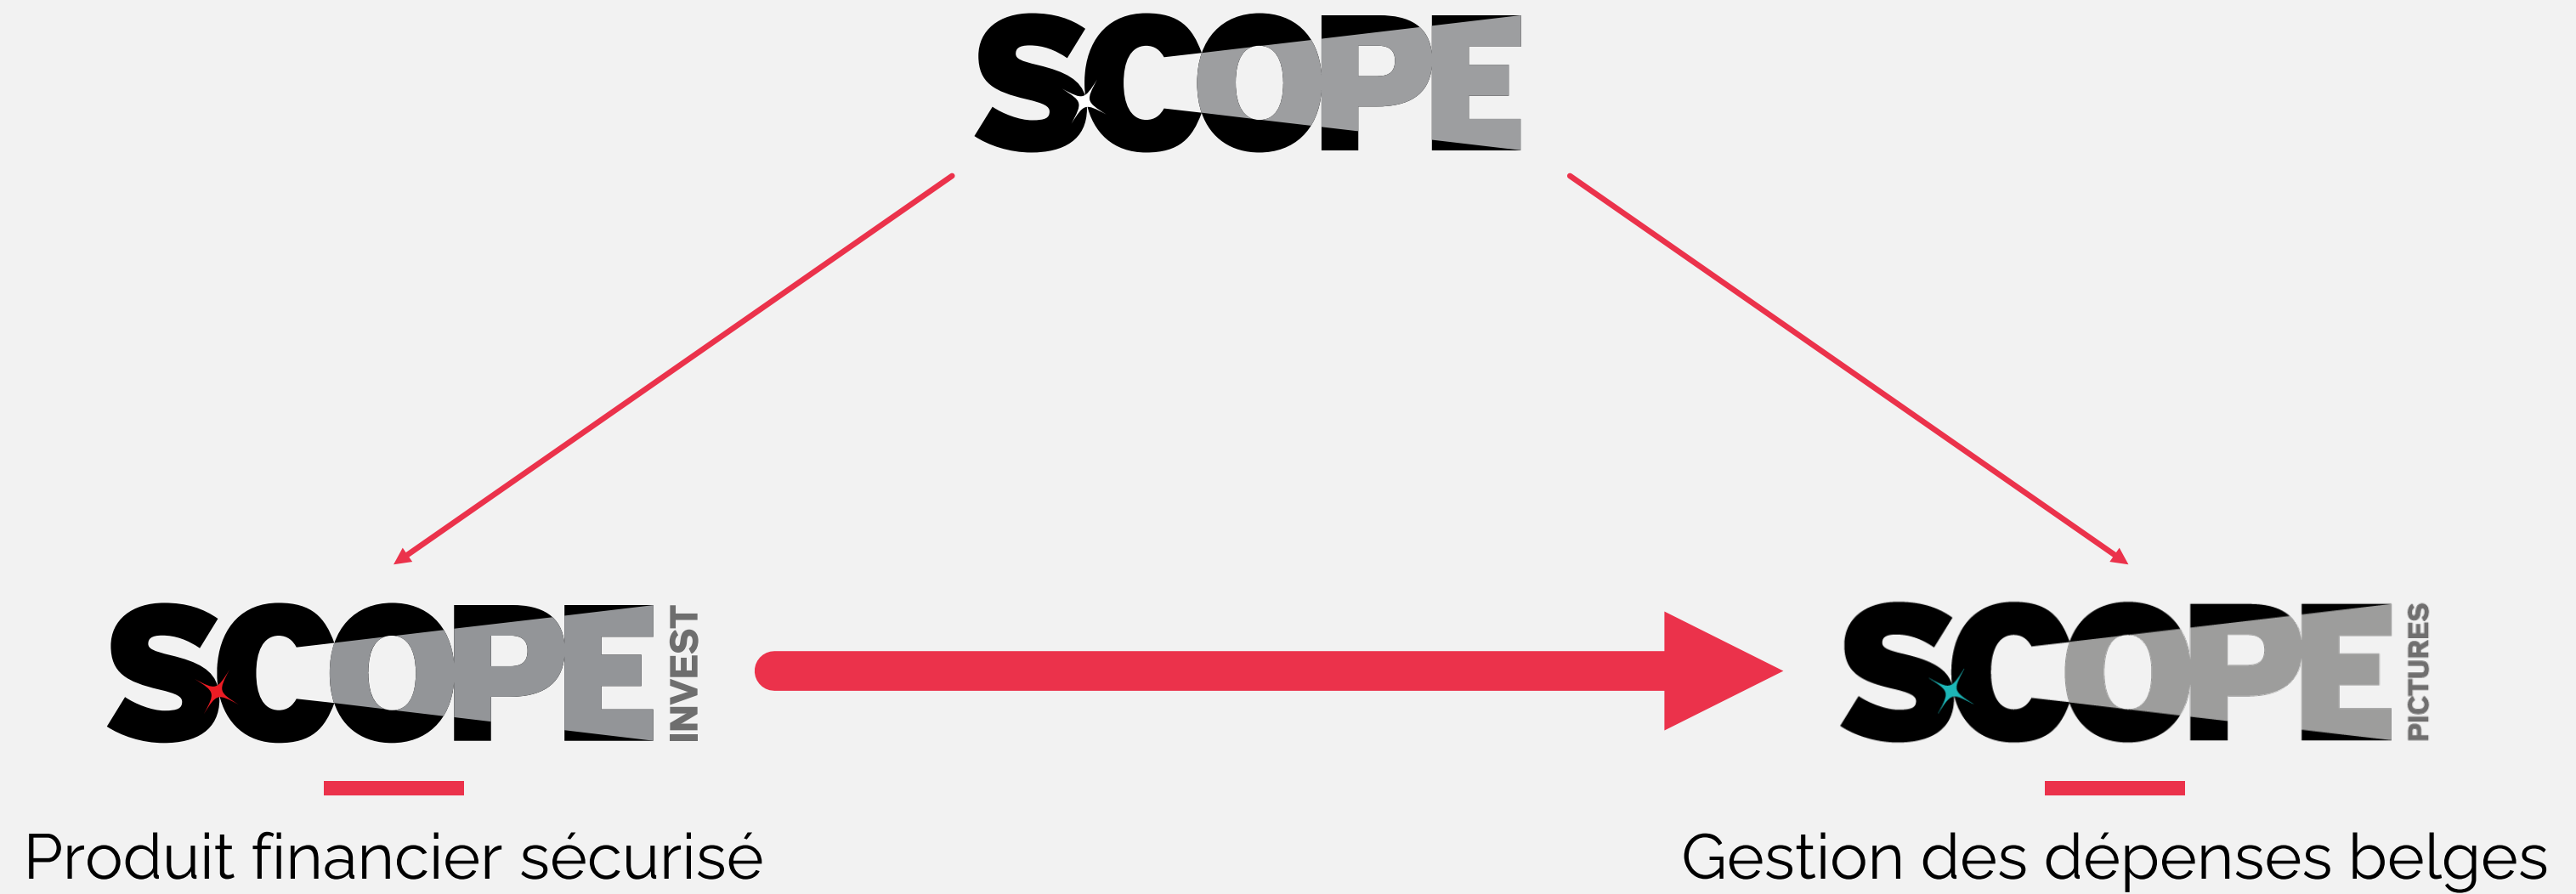 SCOPE
SCOPE INVEST
SCOPE PICTURES
Produit financier sécurisé
Gestion des dépenses belges